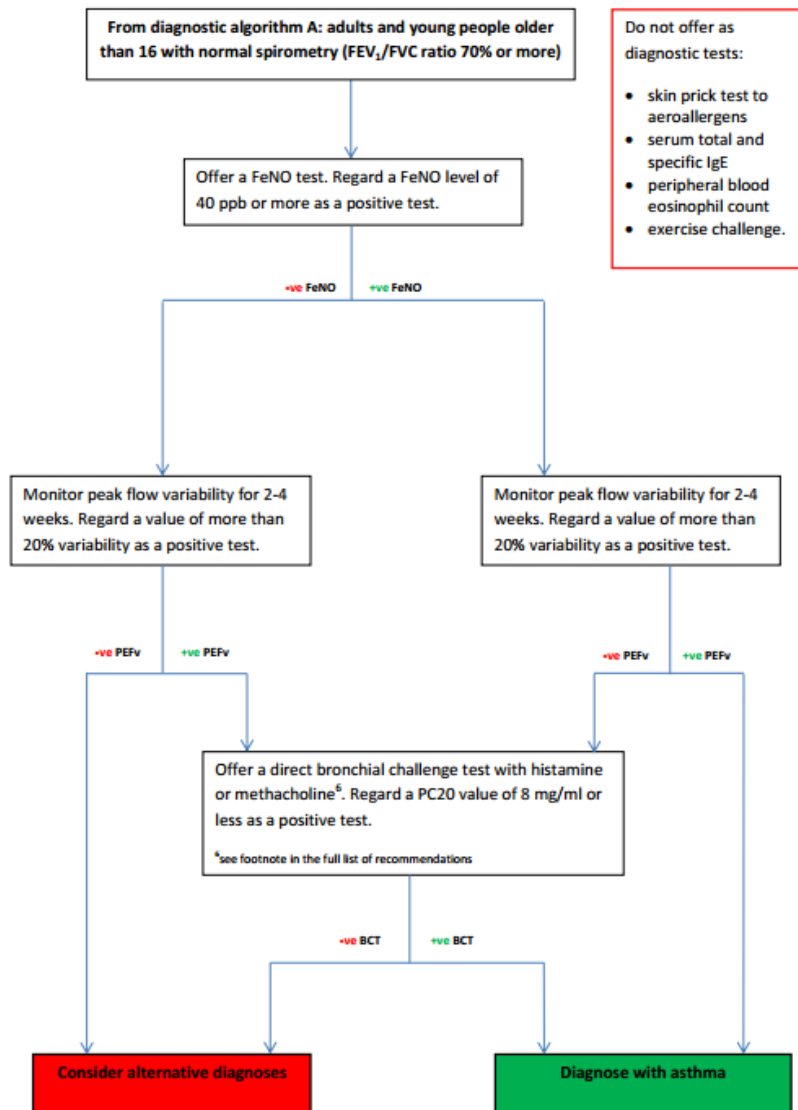 From diagnostic algorithm A: adults and young people older
than 16 with normal spirometry (FEV₁/FVC ratio 70% or more)
Do not offer as
diagnostic tests:
• skin prick test to
aeroallergens
• serum total and
specific IgE
• peripheral blood
eosinophil count
• exercise challenge.
Offer a FeNO test. Regard a FeNO level of
40 ppb or more as a positive test.
-ve FeNO
+ve FeNO
Monitor peak flow variability for 2-4
weeks. Regard a value of more than
20% variability as a positive test.
Monitor peak flow variability for 2-4
weeks. Regard a value of more than
20% variability as a positive test.
-ve PEFv
+ve PEFv
-ve PEFv
+ve PEFv
Offer a direct bronchial challenge test with histamine
or methacholine⁶. Regard a PC20 value of 8 mg/ml or
less as a positive test.
⁶see footnote in the full list of recommendations
-ve BCT
+ve BCT
Consider alternative diagnoses
Diagnose with asthma